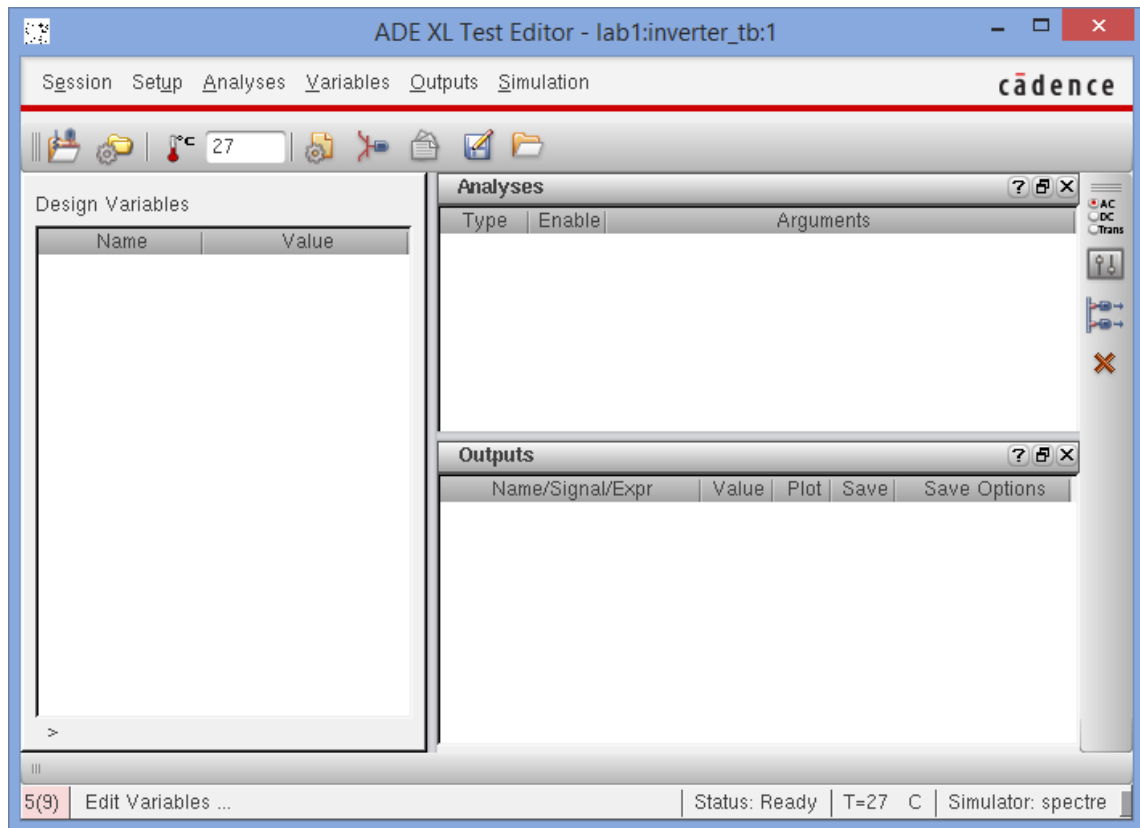 ADE XL Test Editor - lab1:inverter_tb:1
Session Setup Analyses Variables Outputs Simulation
cādence
°C 27
Design Variables
Name Value
>
Analyses
Type Enable Arguments
AC
DC
Trans
Outputs
Name/Signal/Expr Value Plot Save Save Options
5(9) Edit Variables ... Status: Ready T=27 C Simulator: spectre